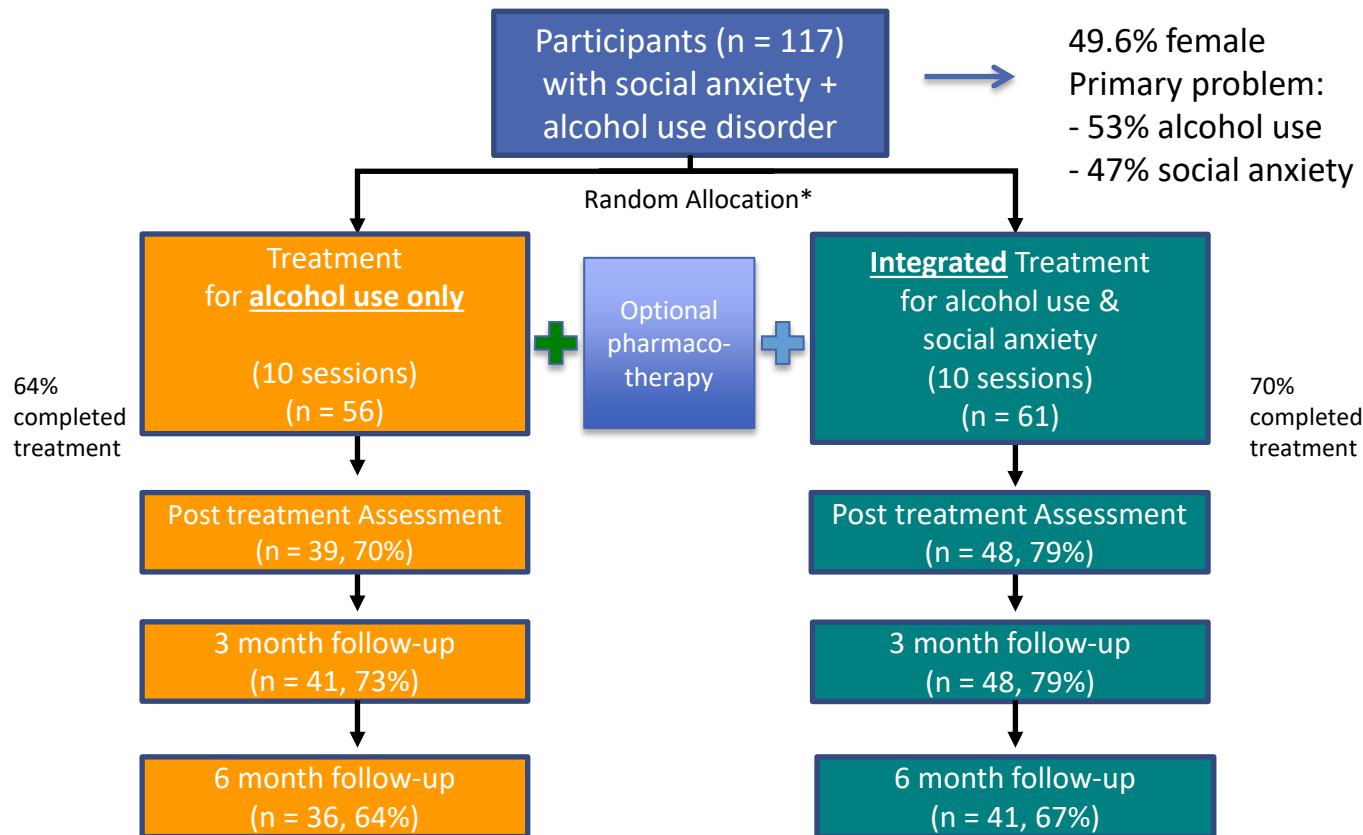 Participants (n = 117)
with social anxiety +
alcohol use disorder
49.6% female
Primary problem:
- 53% alcohol use
- 47% social anxiety
Random Allocation*
Treatment
for alcohol use only
(10 sessions)
(n = 56)
64%
completed
treatment
Optional
pharmaco-
therapy
Integrated Treatment
for alcohol use &
social anxiety
(10 sessions)
(n = 61)
70%
completed
treatment
Post treatment Assessment
(n = 39, 70%)
Post treatment Assessment
(n = 48, 79%)
3 month follow-up
(n = 41, 73%)
3 month follow-up
(n = 48, 79%)
6 month follow-up
(n = 36, 64%)
6 month follow-up
(n = 41, 67%)